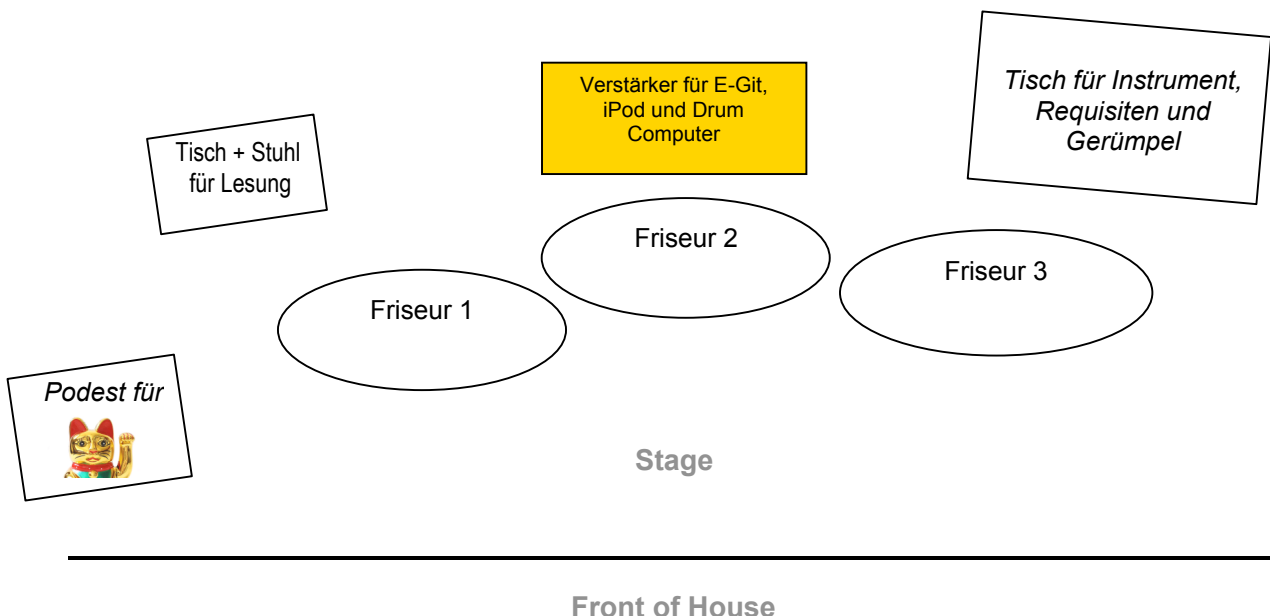 Verstärker für E-Git,
iPod und Drum
Computer
Tisch für Instrument,
Requisiten und
Gerümpel
Tisch + Stuhl
für Lesung
Friseur 1
Friseur 2
Friseur 3
Podest für
Stage
Front of House